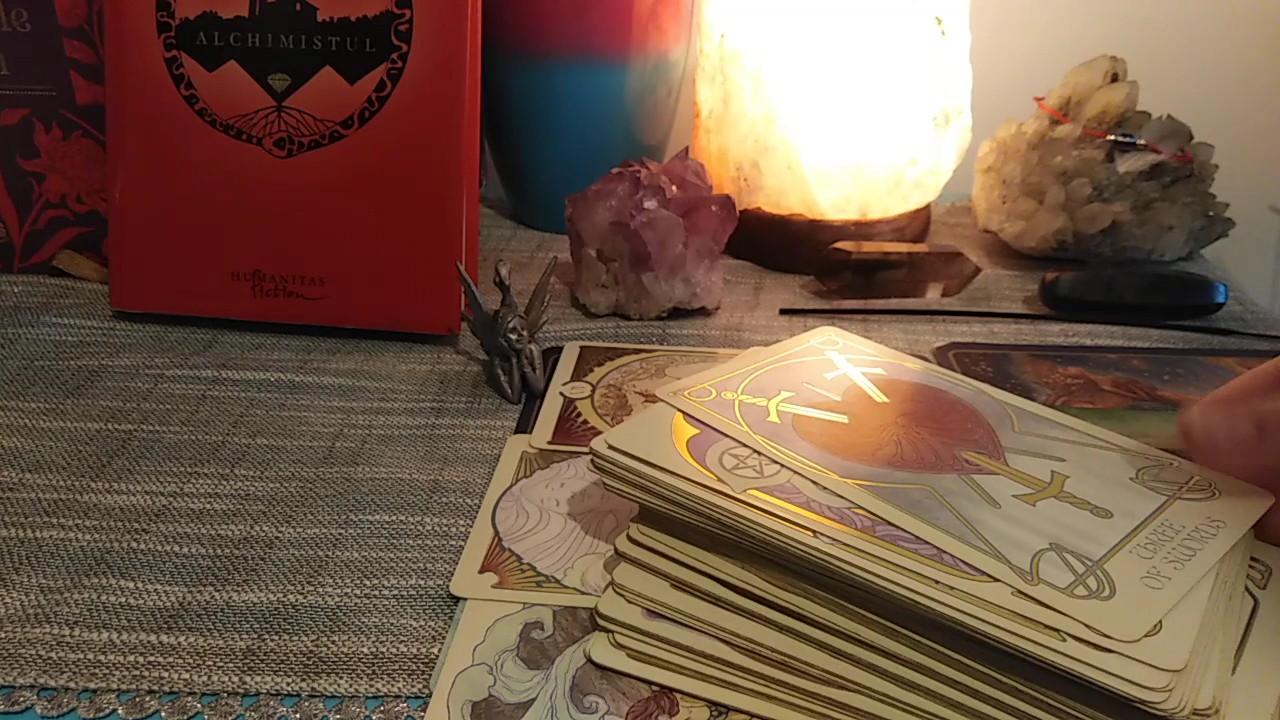 ALCHIMISTUL
HUMANITAS
fiction
THREE
OF SWORDS